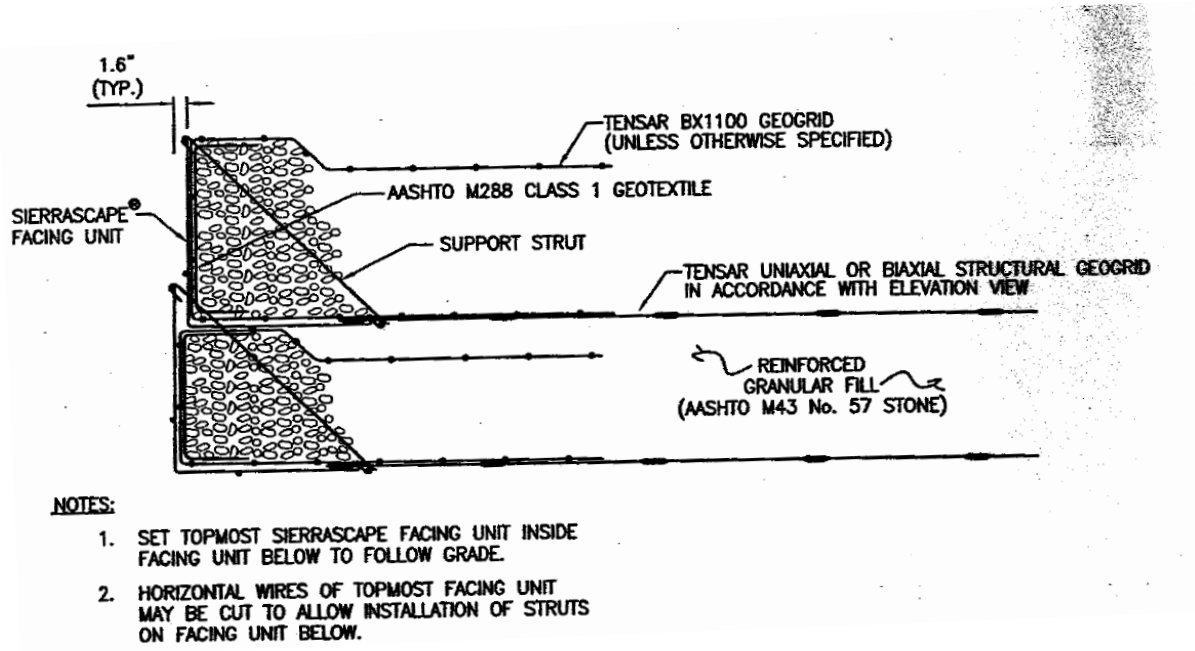 1.6"
(TYP.)
TENSAR BX1100 GEOGRID
(UNLESS OTHERWISE SPECIFIED)
AASHTO M288 CLASS 1 GEOTEXTILE
SIERRASCAPE®
FACING UNIT
SUPPORT STRUT
TENSAR UNIAXIAL OR BIAXIAL STRUCTURAL GEOGRID
IN ACCORDANCE WITH ELEVATION VIEW
REINFORCED
GRANULAR FILL
(AASHTO M43 No. 57 STONE)
NOTES:
1. SET TOPMOST SIERRASCAPE FACING UNIT INSIDE
FACING UNIT BELOW TO FOLLOW GRADE.
2. HORIZONTAL WIRES OF TOPMOST FACING UNIT
MAY BE CUT TO ALLOW INSTALLATION OF STRUTS
ON FACING UNIT BELOW.